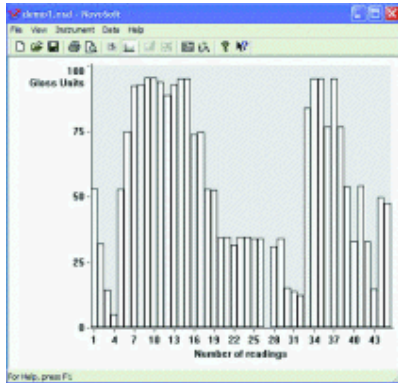 demo1.nsd - NovoSoft
File View Instrument Data Help
100
Gloss Units
75
50
25
0
1 4 7 10 13 16 19 22 25 28 31 34 37 40 43
Number of readings
For Help, press F1